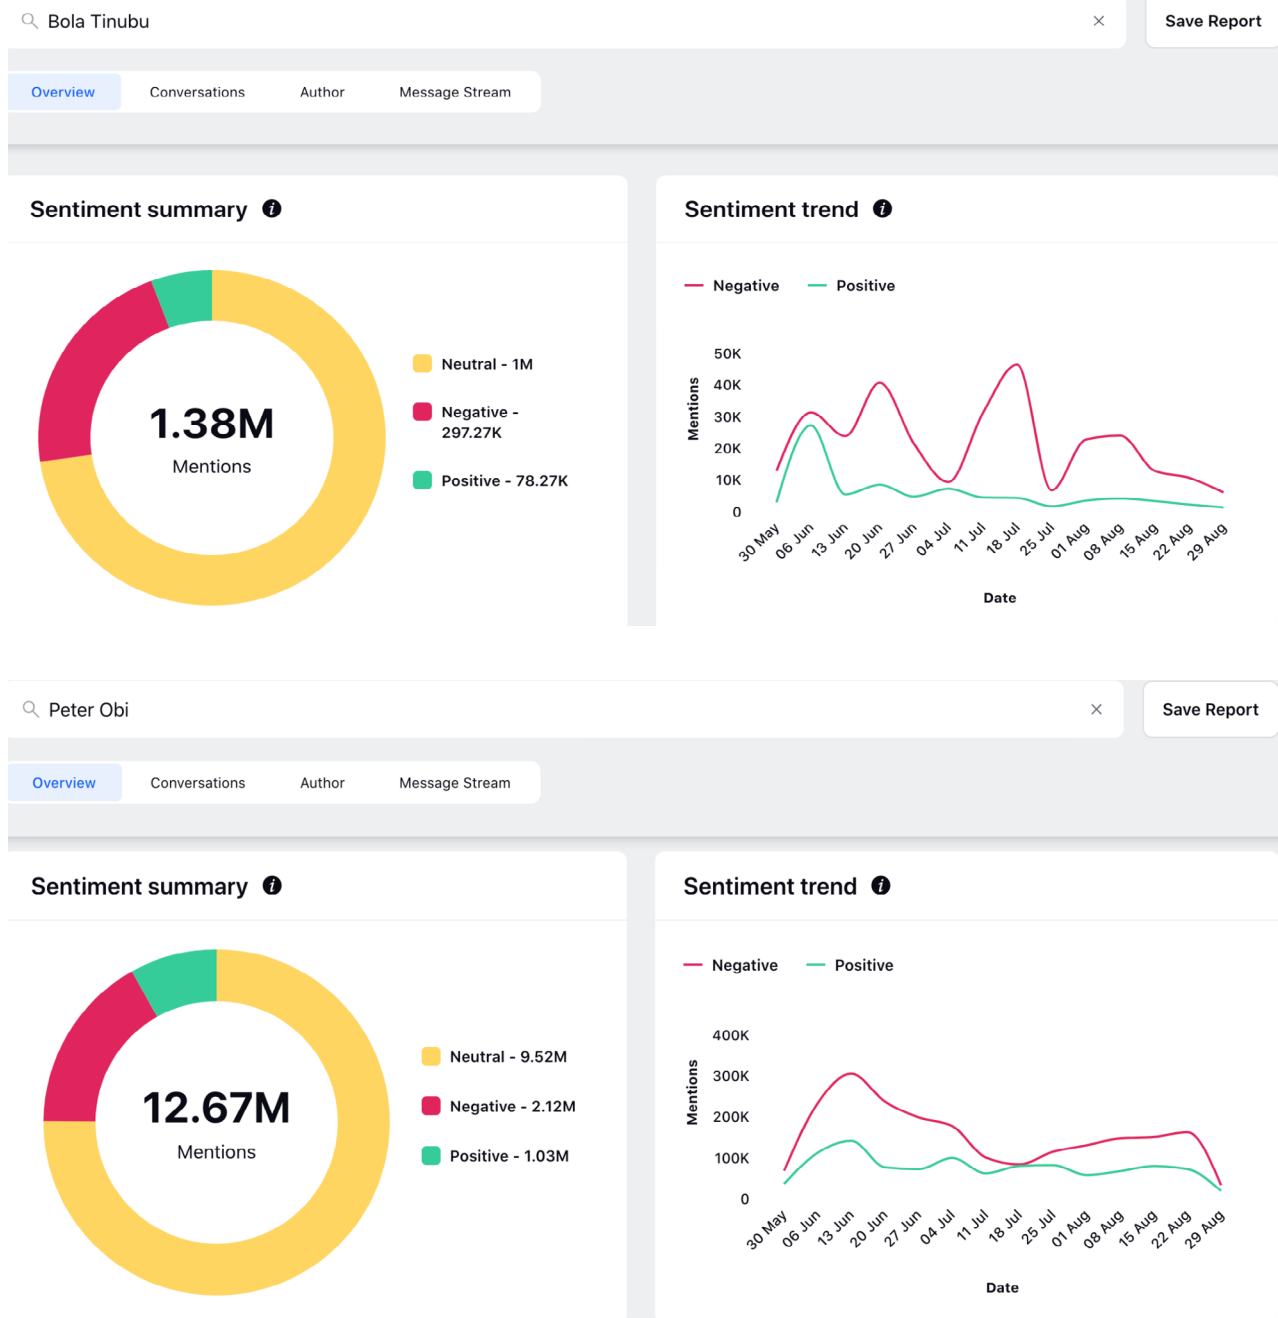 Bola Tinubu
Save Report
Overview Conversations Author Message Stream
Sentiment summary
1.38M
Mentions
Neutral - 1M
Negative -
297.27K
Positive - 78.27K
Sentiment trend
Negative Positive
Mentions
50K
40K
30K
20K
10K
0
30 May 06 Jun 13 Jun 20 Jun 27 Jun 04 Jul 11 Jul 18 Jul 25 Jul 01 Aug 08 Aug 15 Aug 22 Aug 29 Aug
Date
Peter Obi
Save Report
Overview Conversations Author Message Stream
Sentiment summary
12.67M
Mentions
Neutral - 9.52M
Negative - 2.12M
Positive - 1.03M
Sentiment trend
Negative Positive
Mentions
400K
300K
200K
100K
0
30 May 06 Jun 13 Jun 20 Jun 27 Jun 04 Jul 11 Jul 18 Jul 25 Jul 01 Aug 08 Aug 15 Aug 22 Aug 29 Aug
Date